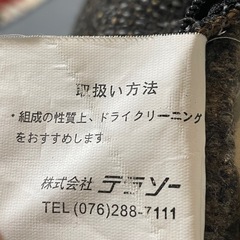 取扱い方法
・組成の性質上、ドライクリーニング
をおすすめします
株式会社 テラソー
TEL (076)288-7111